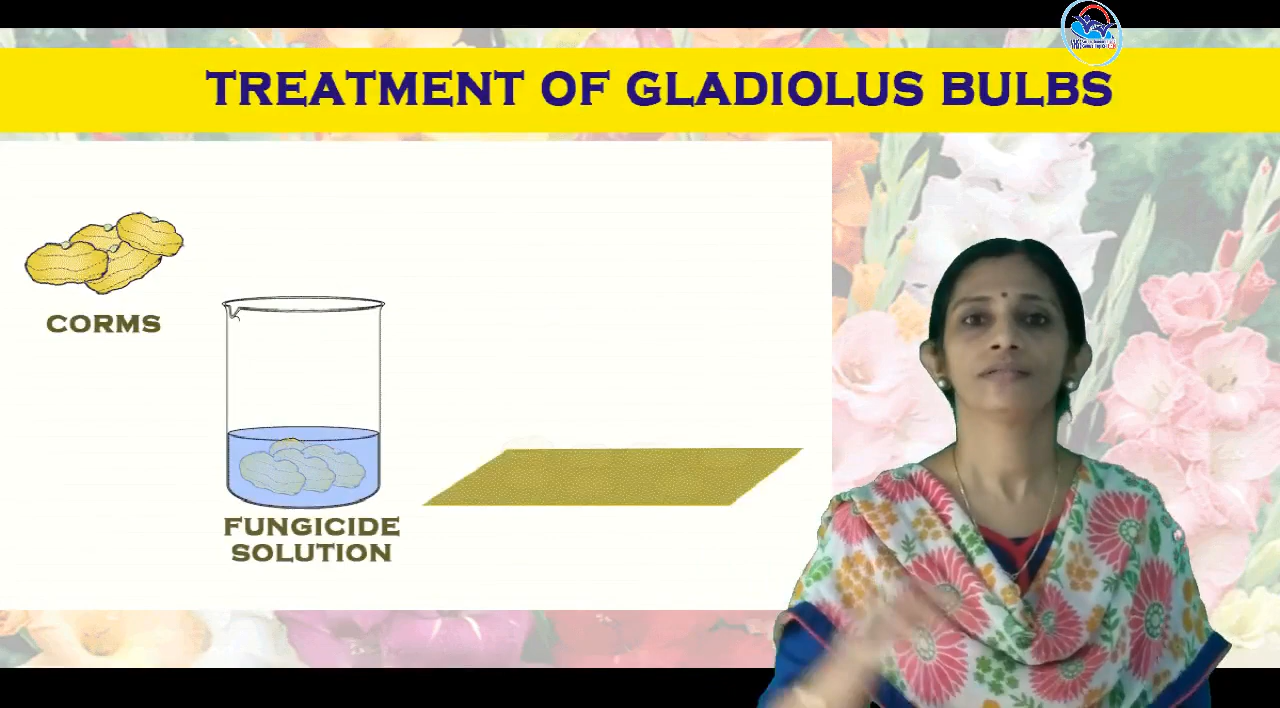 TREATMENT OF GLADIOLUS BULBS
CORMS
FUNGICIDE
SOLUTION